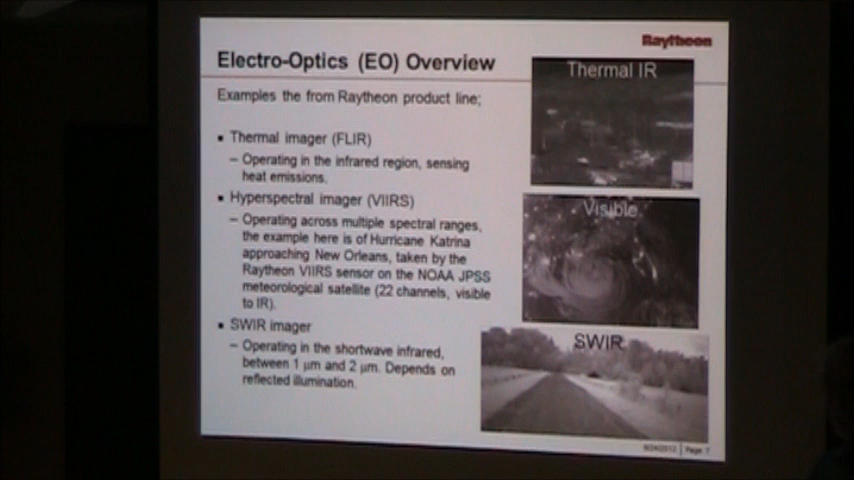 Raytheon
Electro-Optics (EO) Overview
Examples the from Raytheon product line;
▪ Thermal imager (FLIR)
– Operating in the infrared region, sensing
heat emissions.
▪ Hyperspectral imager (VIIRS)
– Operating across multiple spectral ranges,
the example here is of Hurricane Katrina
approaching New Orleans, taken by the
Raytheon VIIRS sensor on the NOAA JPSS
meteorological satellite (22 channels, visible
to IR).
▪ SWIR imager
– Operating in the shortwave infrared,
between 1 µm and 2 µm. Depends on
reflected illumination.
Thermal IR
Visible
SWIR
9/24/2012 | Page 7